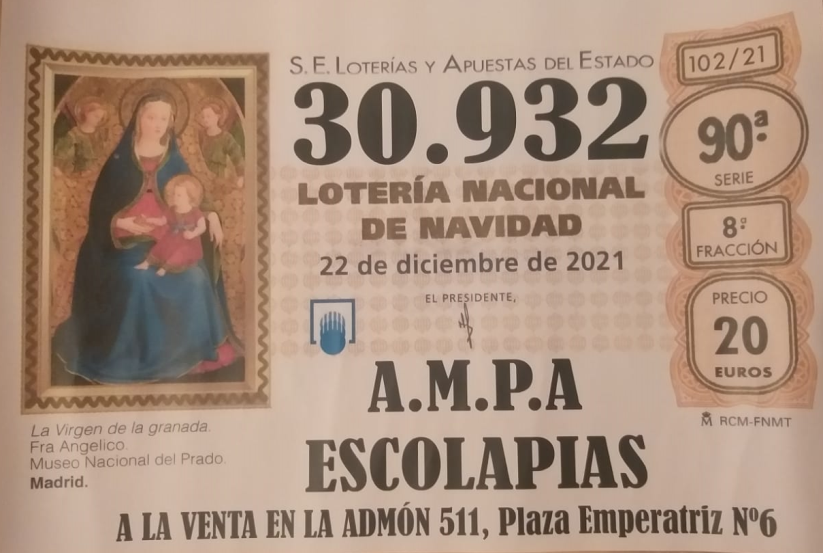 S. E. LOTERÍAS Y APUESTAS DEL ESTADO
30.932
LOTERÍA NACIONAL
DE NAVIDAD
22 de diciembre de 2021
EL PRESIDENTE,
102/21
90ª
SERIE
8ª
FRACCIÓN
PRECIO
20
EUROS
RCM-FNMT
La Virgen de la granada.
Fra Angelico.
Museo Nacional del Prado.
Madrid.
A.M.P.A
ESCOLAPIAS
A LA VENTA EN LA ADMÓN 511, Plaza Emperatriz Nº6